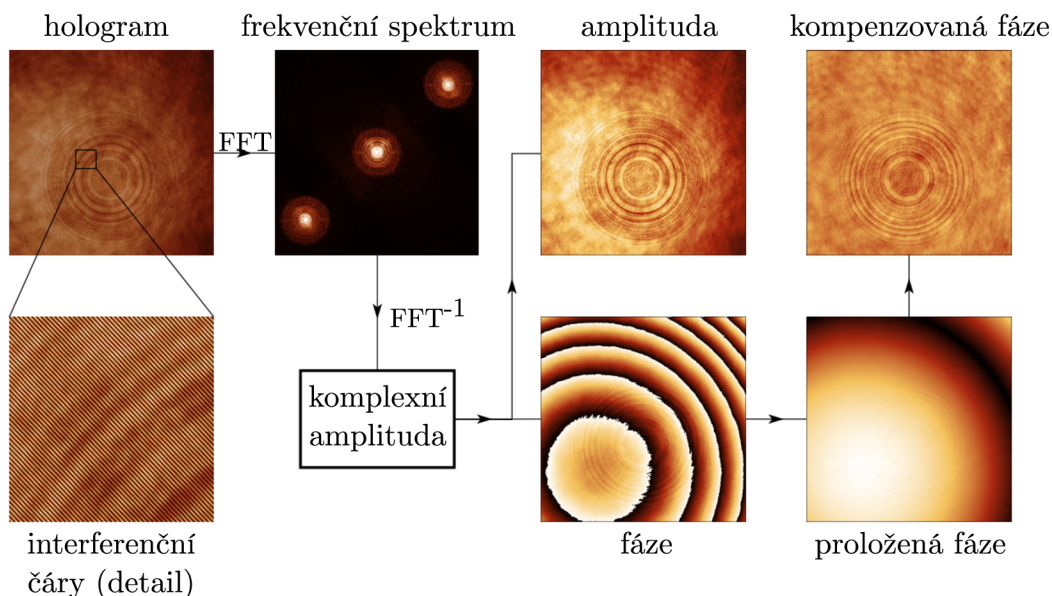 hologram
frekvenční spektrum
amplituda
kompenzovaná fáze
FFT
FFT-1
komplexní
amplituda
interferenční
čáry (detail)
fáze
proložená fáze